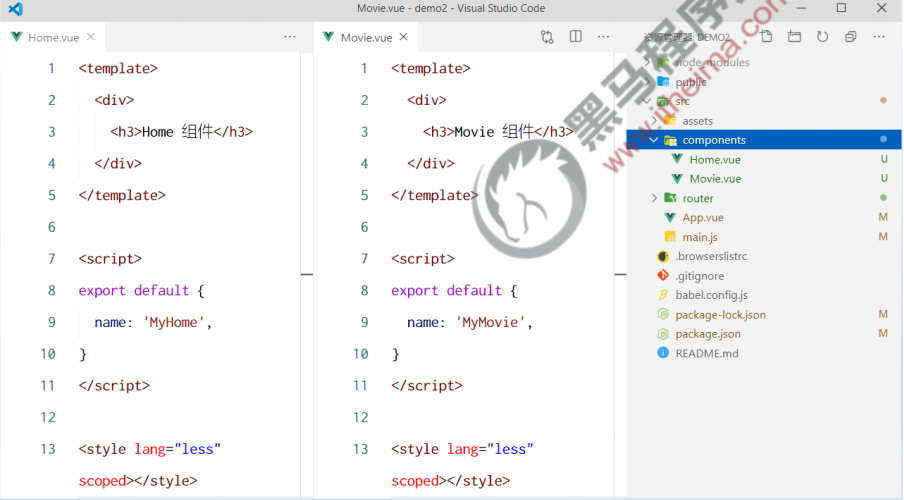 Movie.vue - demo2 - Visual Studio Code
Home.vue
1 <template>
2 <div>
3 <h3>Home 组件</h3>
4 </div>
5 </template>
6
7 <script>
8 export default {
9 name: 'MyHome',
10 }
11 </script>
12
13 <style lang="less"
scoped></style>
Movie.vue
1 <template>
2 <div>
3 <h3>Movie 组件</h3>
4 </div>
5 </template>
6
7 <script>
8 export default {
9 name: 'MyMovie',
10 }
11 </script>
12
13 <style lang="less"
scoped></style>
资源管理器: DEMO2
node_modules
public
src
assets
components
Home.vue U
Movie.vue U
router
App.vue M
main.js M
.browserslistrc
.gitignore
babel.config.js
package-lock.json M
package.json M
README.md
黑马程序
www.itheima.co